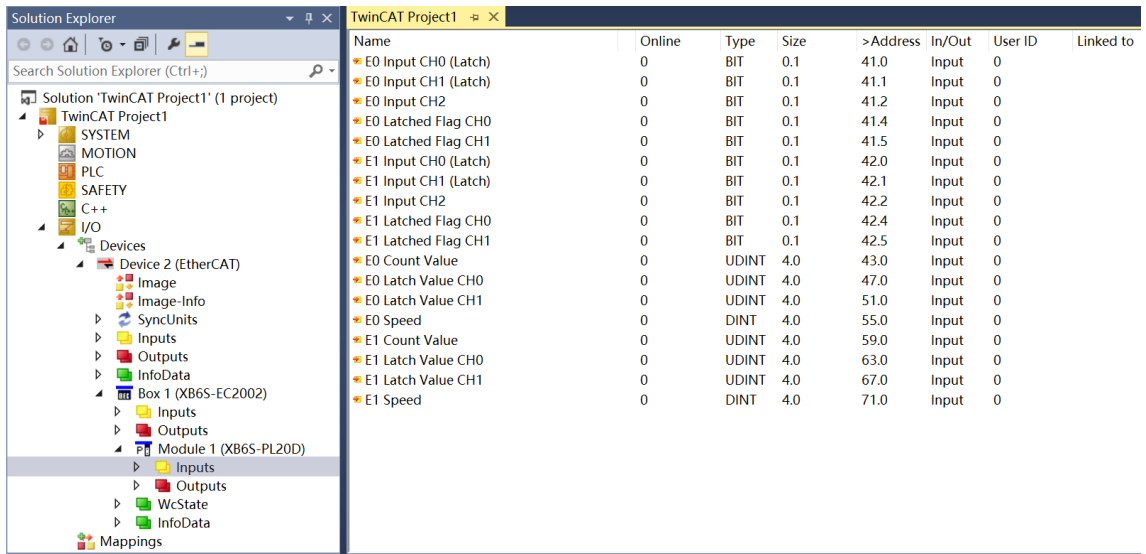 Solution Explorer
Search Solution Explorer (Ctrl+;)
Solution 'TwinCAT Project1' (1 project)
TwinCAT Project1
SYSTEM
MOTION
PLC
SAFETY
C++
I/O
Devices
Device 2 (EtherCAT)
Image
Image-Info
SyncUnits
Inputs
Outputs
InfoData
Box 1 (XB6S-EC2002)
Inputs
Outputs
Module 1 (XB6S-PL20D)
Inputs
Outputs
WcState
InfoData
Mappings
TwinCAT Project1
Name Online Type Size >Address In/Out User ID Linked to
E0 Input CH0 (Latch) 0 BIT 0.1 41.0 Input 0
E0 Input CH1 (Latch) 0 BIT 0.1 41.1 Input 0
E0 Input CH2 0 BIT 0.1 41.2 Input 0
E0 Latched Flag CH0 0 BIT 0.1 41.4 Input 0
E0 Latched Flag CH1 0 BIT 0.1 41.5 Input 0
E1 Input CH0 (Latch) 0 BIT 0.1 42.0 Input 0
E1 Input CH1 (Latch) 0 BIT 0.1 42.1 Input 0
E1 Input CH2 0 BIT 0.1 42.2 Input 0
E1 Latched Flag CH0 0 BIT 0.1 42.4 Input 0
E1 Latched Flag CH1 0 BIT 0.1 42.5 Input 0
E0 Count Value 0 UDINT 4.0 43.0 Input 0
E0 Latch Value CH0 0 UDINT 4.0 47.0 Input 0
E0 Latch Value CH1 0 UDINT 4.0 51.0 Input 0
E0 Speed 0 DINT 4.0 55.0 Input 0
E1 Count Value 0 UDINT 4.0 59.0 Input 0
E1 Latch Value CH0 0 UDINT 4.0 63.0 Input 0
E1 Latch Value CH1 0 UDINT 4.0 67.0 Input 0
E1 Speed 0 DINT 4.0 71.0 Input 0